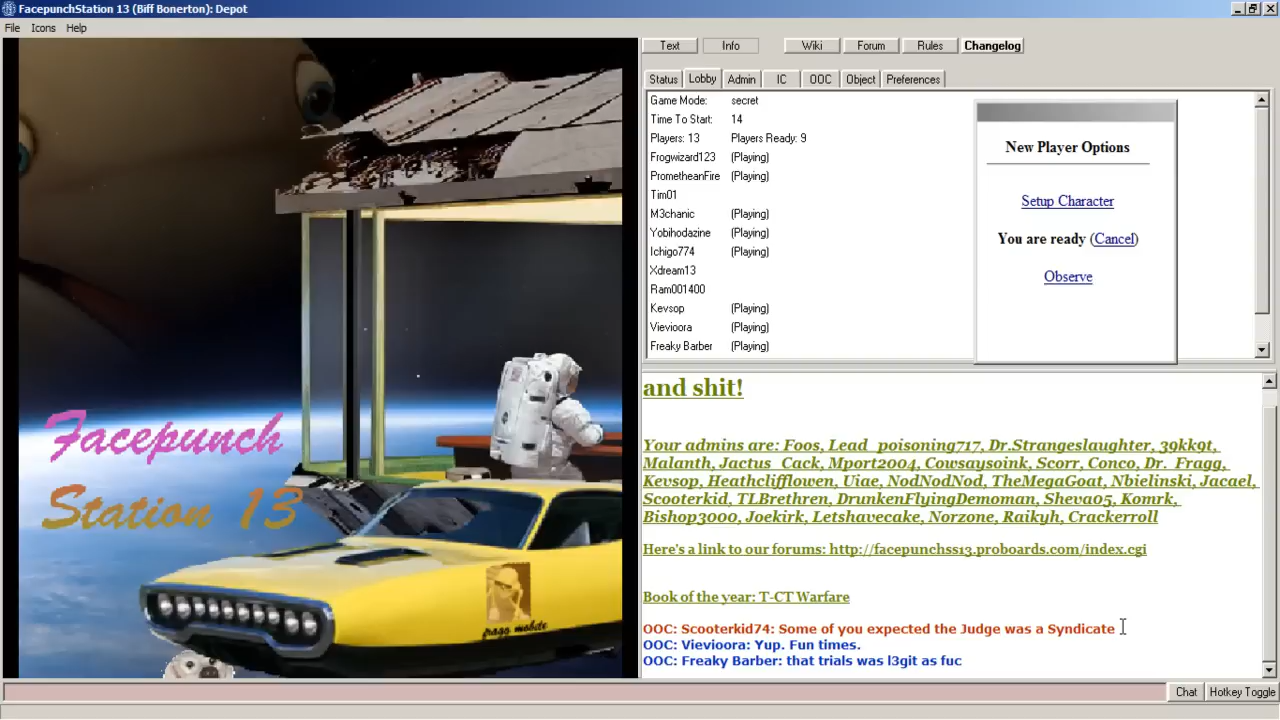 FacepunchStation 13 (Biff Bonerton): Depot
File Icons Help
Text Info Wiki Forum Rules Changelog
Status Lobby Admin IC OOC Object Preferences
Game Mode: secret
Time To Start: 14
Players: 13 Players Ready: 9
Frogwizard123 (Playing)
PrometheanFire (Playing)
Tim01
M3chanic (Playing)
Yobihodazine (Playing)
Ichigo774 (Playing)
Xdream13
Ram001400
Kevsop (Playing)
Vievioora (Playing)
Freaky Barber (Playing)
New Player Options
Setup Character
You are ready (Cancel)
Observe
Facepunch
Station 13
frago mobile
and shit!
Your admins are: Foos, Lead_poisoning717, Dr.Strangeslaughter, 39kk9t,
Malanth, Jactus_Cack, Mport2004, Cowsaysoink, Scorr, Conco, Dr._Fragg,
Kevsop, Heathclifflowen, Uiae, NodNodNod, TheMegaGoat, Nbielinski, Jacael,
Scooterkid, TLBrethren, DrunkenFlyingDemoman, Sheva05, Komrk,
Bishop3000, Joekirk, Letshavecake, Norzone, Raikyh, Crackerroll
Here's a link to our forums: http://facepunchss13.proboards.com/index.cgi
Book of the year: T-CT Warfare
OOC: Scooterkid74: Some of you expected the Judge was a Syndicate
OOC: Vievioora: Yup. Fun times.
OOC: Freaky Barber: that trials was l3git as fuc
Chat Hotkey Toggle